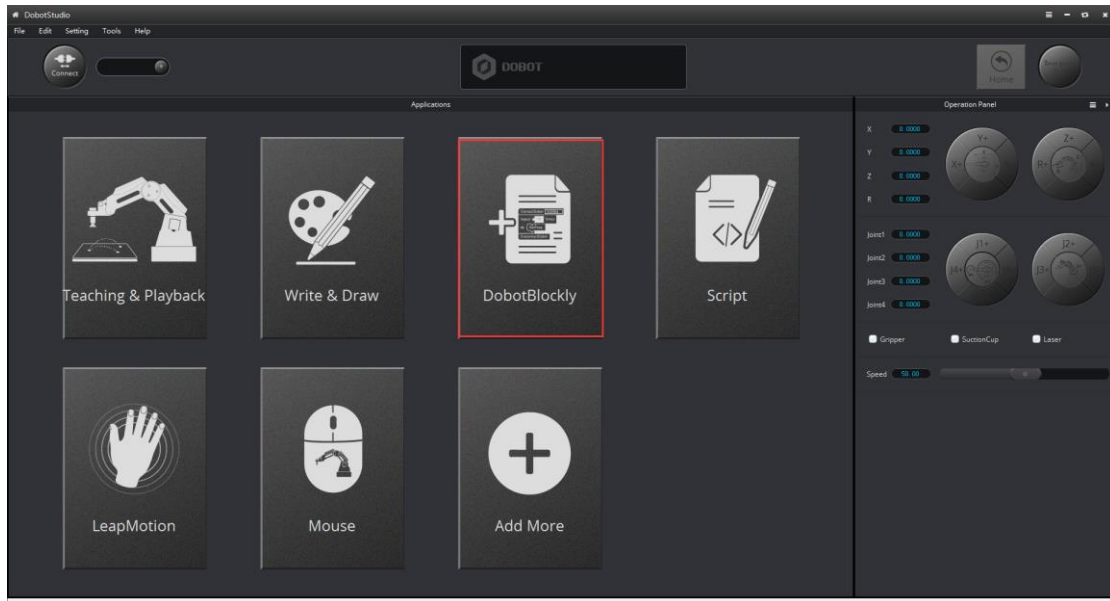 DobotStudio
File Edit Setting Tools Help
Connect
DOBOT
Home
Applications
Operation Panel
Teaching & Playback
Write & Draw
DobotBlockly
Script
LeapMotion
Mouse
Add More
X 0.0000
Y 0.0000
Z 0.0000
R 0.0000
Y+
X+
Z+
R+
Joint1 0.0000
Joint2 0.0000
Joint3 0.0000
Joint4 0.0000
J1+
J4+
J2+
J3+
Gripper SuctionCup Laser
Speed 50.00